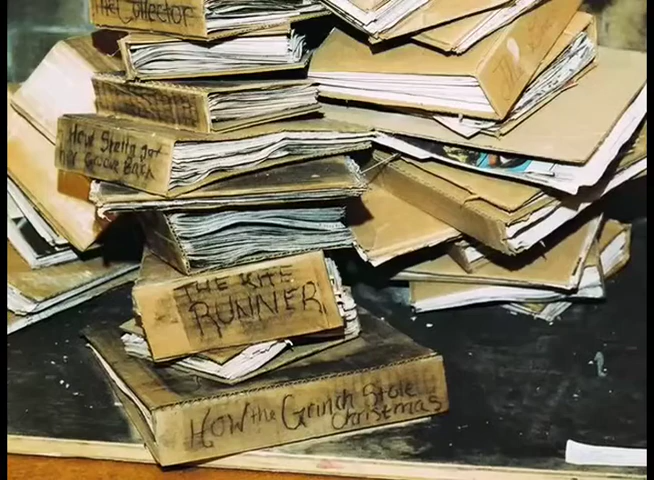 The Collector
How Stella got
her Groove Back
THE KITE
RUNNER
How the Grinch Stole
Christmas